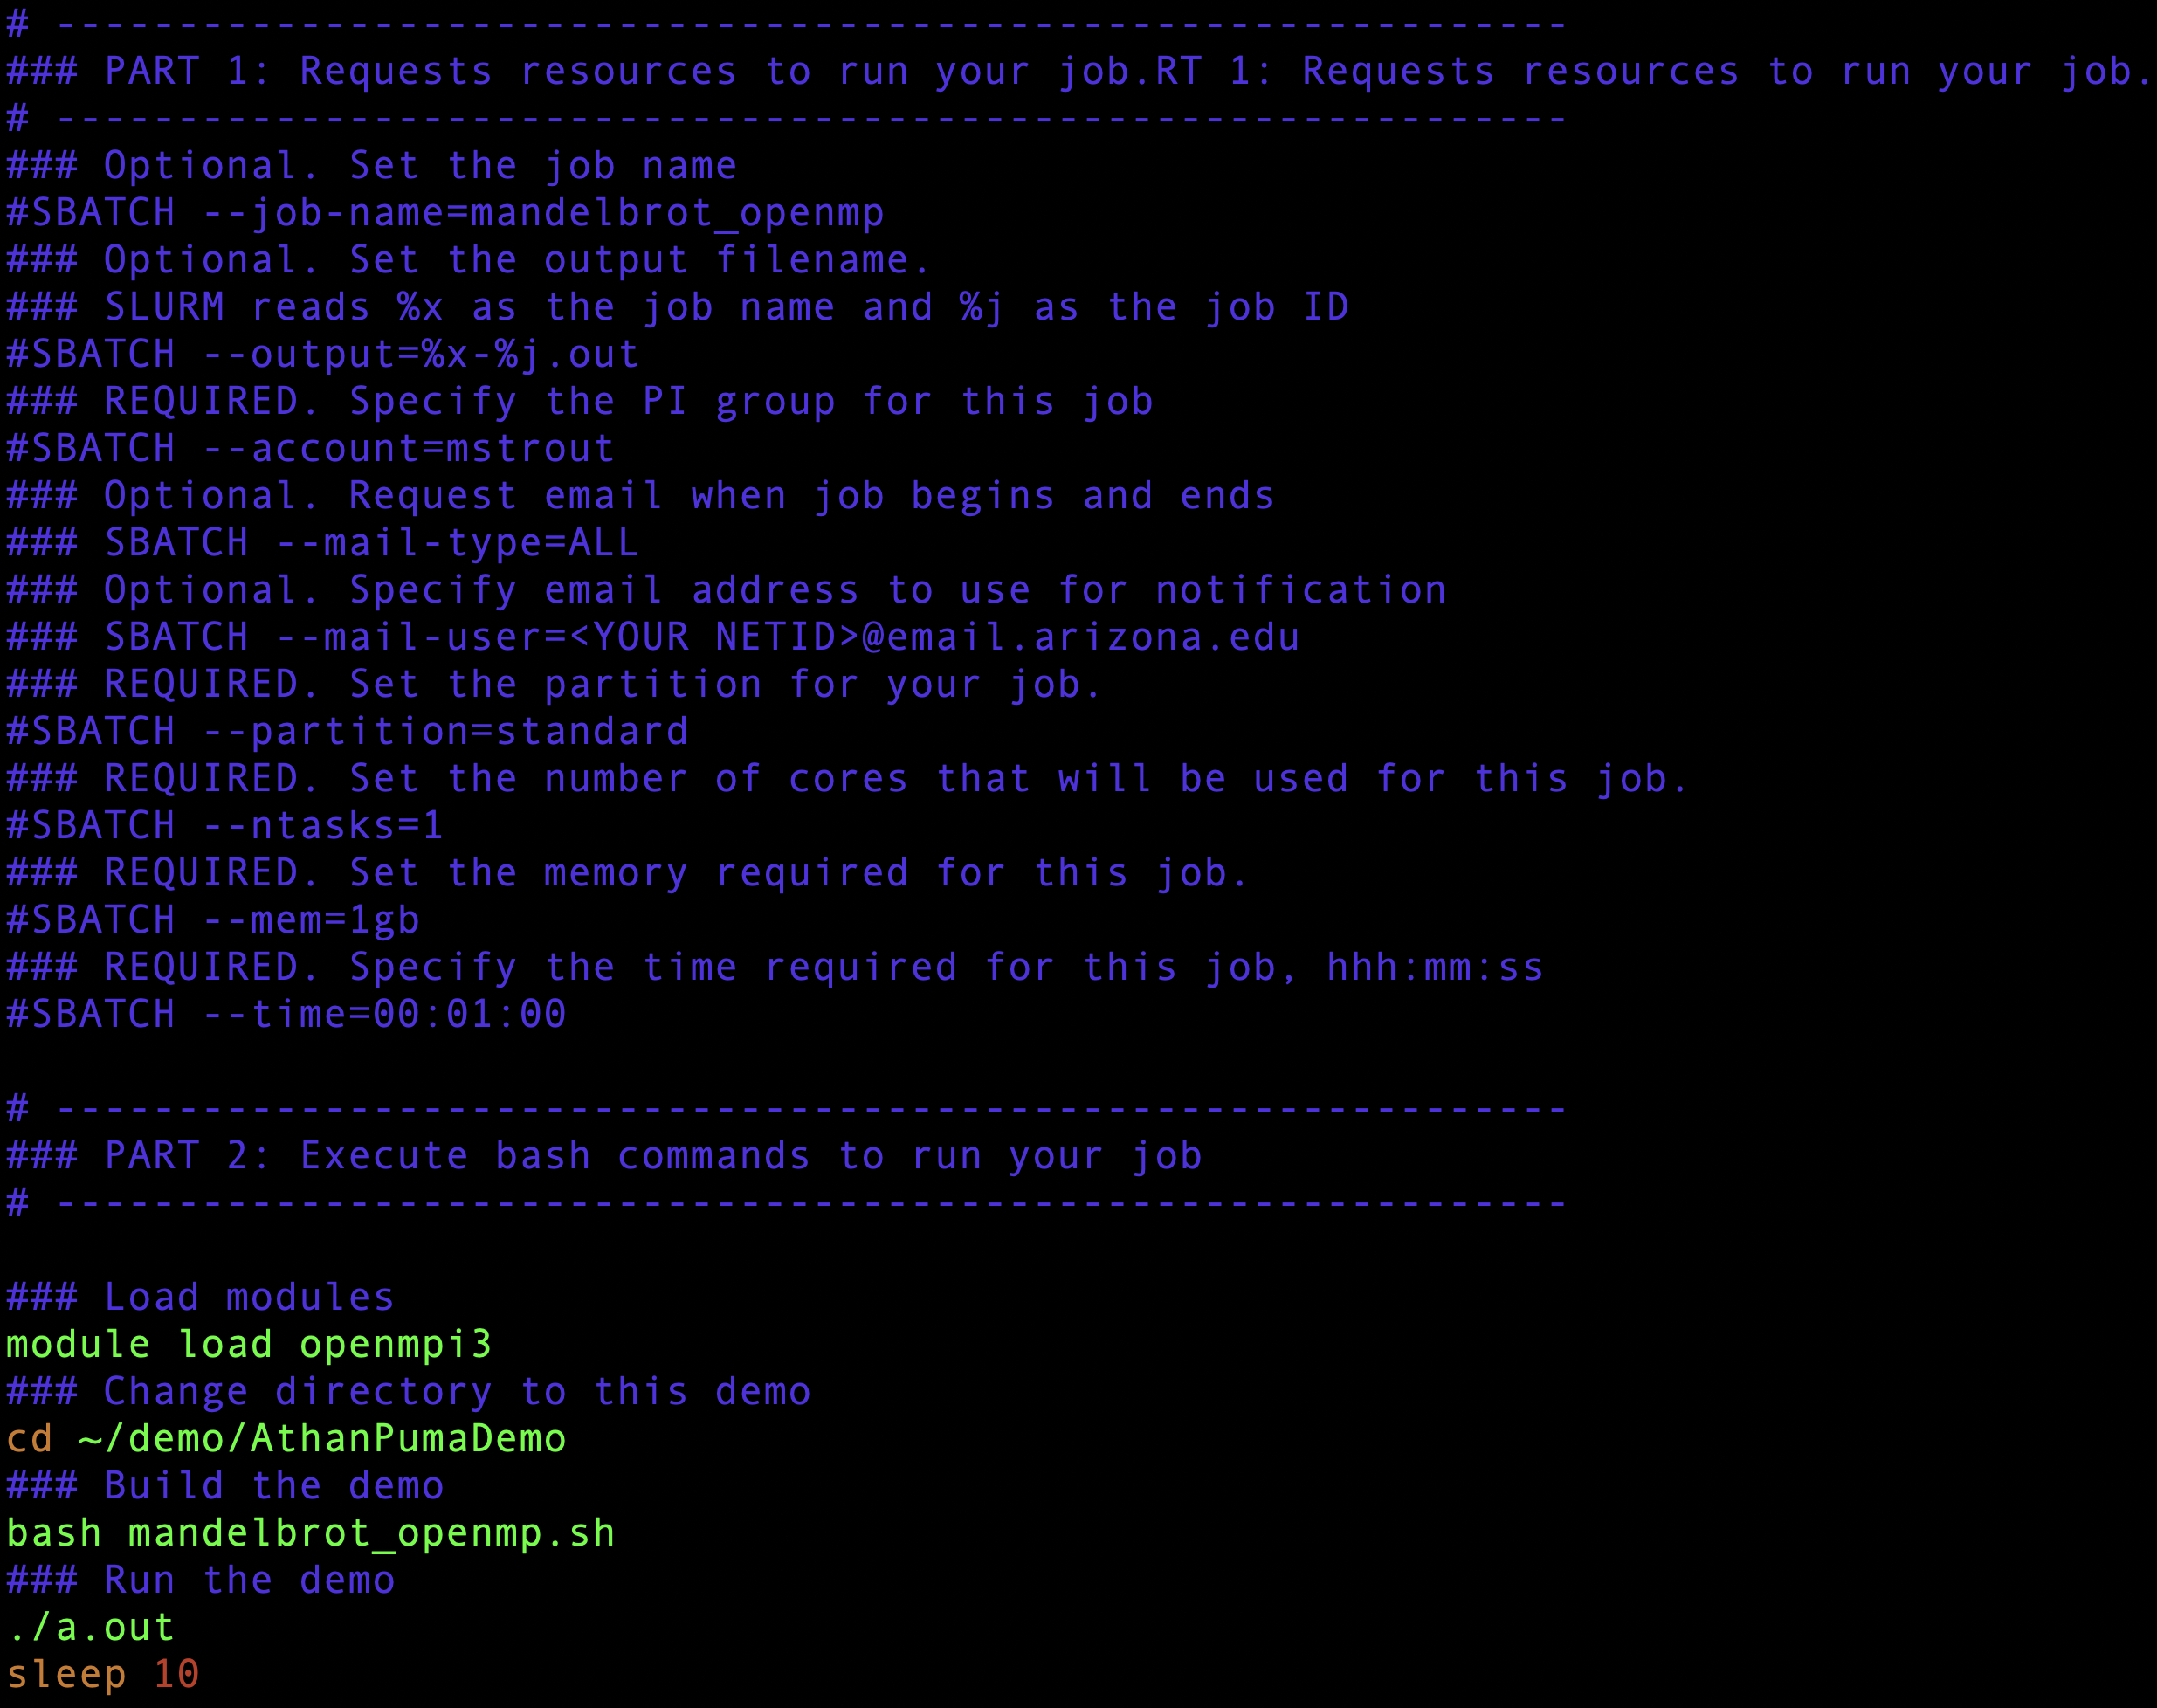 # --------------------------------------------------------------
### PART 1: Requests resources to run your job.RT 1: Requests resources to run your job.
# --------------------------------------------------------------
### Optional. Set the job name
#SBATCH --job-name=mandelbrot_openmp
### Optional. Set the output filename.
### SLURM reads %x as the job name and %j as the job ID
#SBATCH --output=%x-%j.out
### REQUIRED. Specify the PI group for this job
#SBATCH --account=mstrout
### Optional. Request email when job begins and ends
### SBATCH --mail-type=ALL
### Optional. Specify email address to use for notification
### SBATCH --mail-user=<YOUR NETID>@email.arizona.edu
### REQUIRED. Set the partition for your job.
#SBATCH --partition=standard
### REQUIRED. Set the number of cores that will be used for this job.
#SBATCH --ntasks=1
### REQUIRED. Set the memory required for this job.
#SBATCH --mem=1gb
### REQUIRED. Specify the time required for this job, hhh:mm:ss
#SBATCH --time=00:01:00
# --------------------------------------------------------------
### PART 2: Execute bash commands to run your job
# --------------------------------------------------------------
### Load modules
module load openmpi3
### Change directory to this demo
cd ~/demo/AthanPumaDemo
### Build the demo
bash mandelbrot_openmp.sh
### Run the demo
./a.out
sleep 10